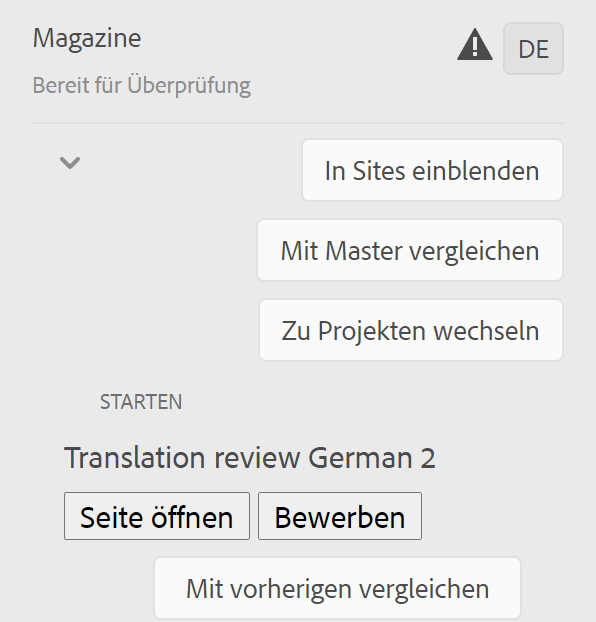 Magazine
DE
Bereit für Überprüfung
In Sites einblenden
Mit Master vergleichen
Zu Projekten wechseln
STARTEN
Translation review German 2
Seite öffnen Bewerben
Mit vorherigen vergleichen